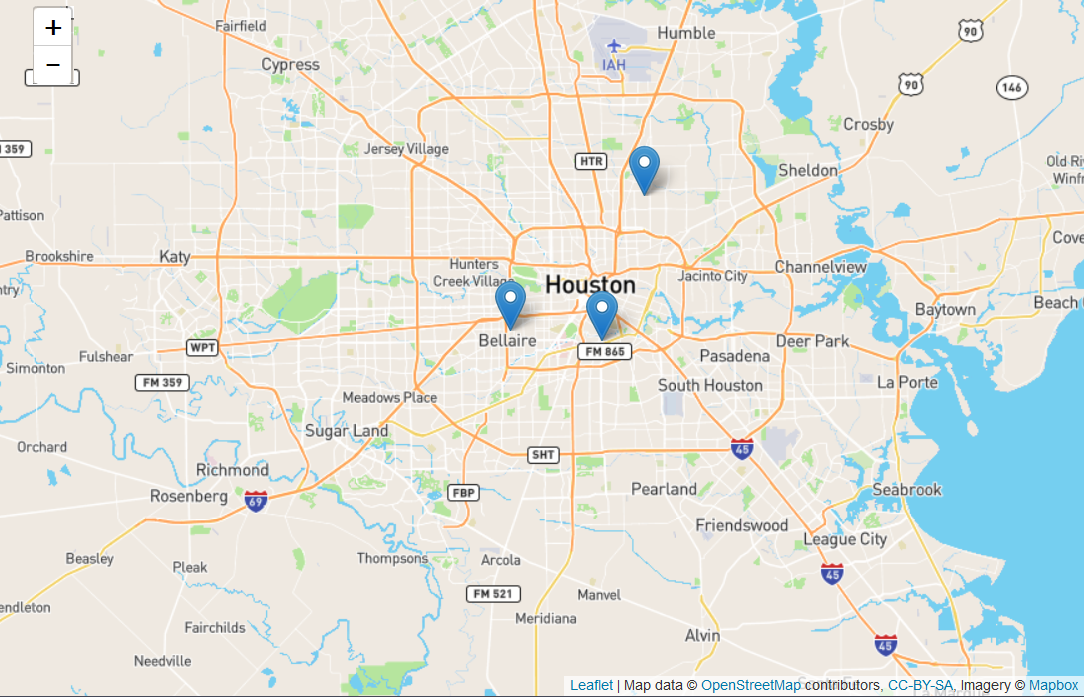 +
−
Fairfield
Humble
90
IAH
Cypress
90
146
Crosby
359
Jersey Village
HTR
Sheldon
Old Riv
Winfr
Pattison
Cove
Brookshire
Katy
Hunters
Creek Village
Houston
Jacinto City
Channelview
ntry
Baytown
Beach
Bellaire
FM 865
Deer Park
WPT
Fulshear
Pasadena
Simonton
FM 359
South Houston
La Porte
Meadows Place
Sugar Land
Orchard
SHT
45
Richmond
Rosenberg
69
FBP
Pearland
Seabrook
Friendswood
League City
Beasley
Thompsons
Arcola
Pleak
45
FM 521
Manvel
endleton
Meridiana
Fairchilds
Alvin
45
Needville
Leaflet | Map data © OpenStreetMap contributors, CC-BY-SA, Imagery © Mapbox